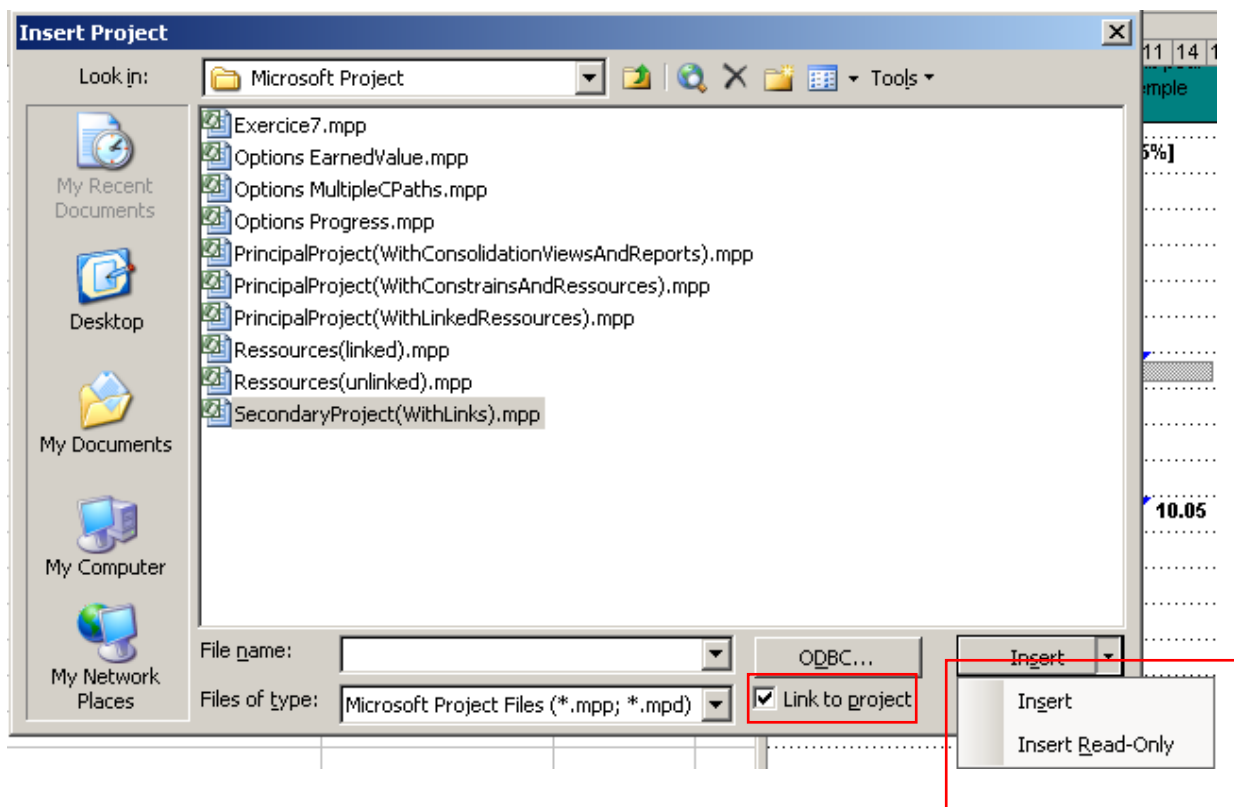 Insert Project
11 14 1
Look in:
Microsoft Project
Tools
emple
Exercice7.mpp
Options EarnedValue.mpp
5%]
Options MultipleCPaths.mpp
My Recent
Documents
Options Progress.mpp
PrincipalProject(WithConsolidationViewsAndReports).mpp
PrincipalProject(WithConstrainsAndRessources).mpp
PrincipalProject(WithLinkedRessources).mpp
Desktop
Ressources(linked).mpp
Ressources(unlinked).mpp
SecondaryProject(WithLinks).mpp
My Documents
10.05
My Computer
File name:
ODBC...
Insert
My Network
Places
Files of type:
Microsoft Project Files (*.mpp; *.mpd)
Link to project
Insert
Insert Read-Only